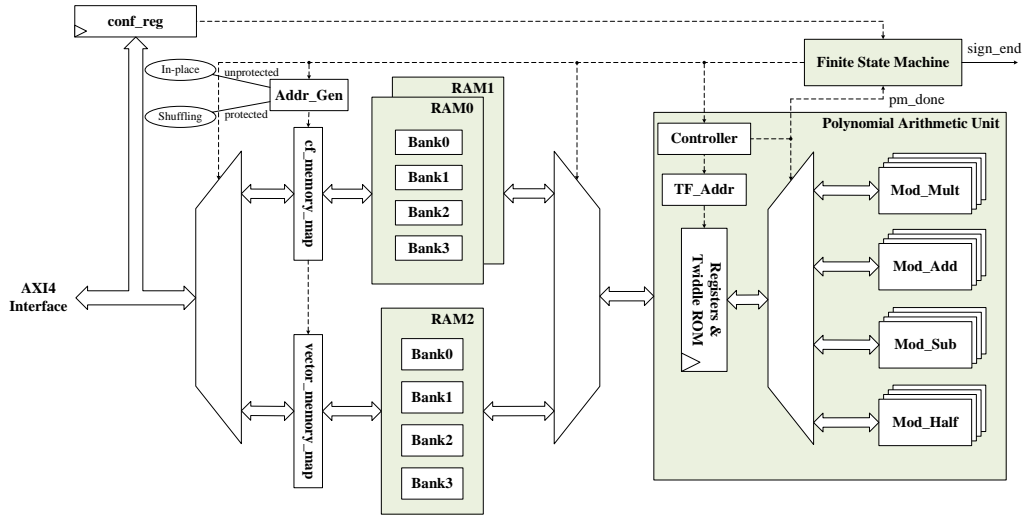 conf_reg
sign_end
In-place
unprotected
Finite State Machine
Addr_Gen
RAM1
RAM0
Shuffling
protected
pm_done
Polynomial Arithmetic Unit
cf_memory_map
Bank0
Bank1
Bank2
Bank3
Controller
TF_Addr
Registers &
Twiddle ROM
Mod_Mult
Mod_Add
Mod_Sub
Mod_Half
AXI4
Interface
RAM2
vector_memory_map
Bank0
Bank1
Bank2
Bank3